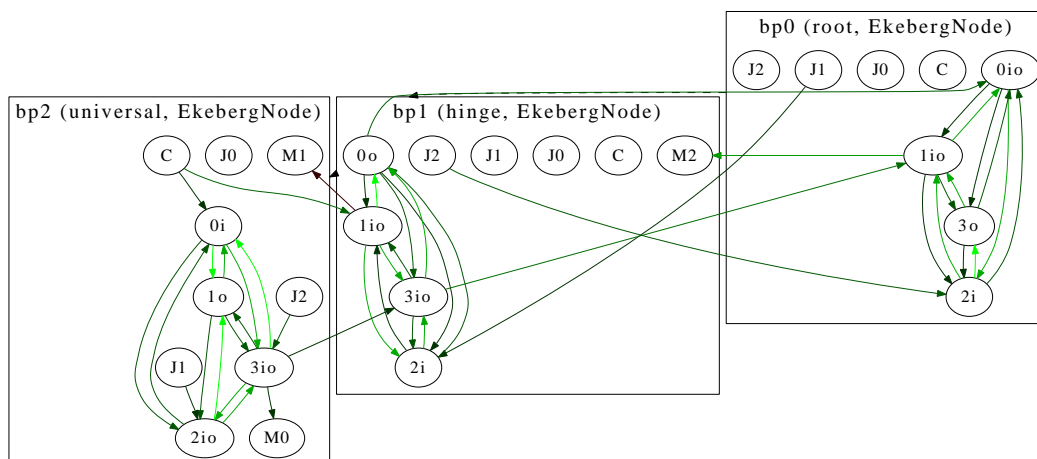 bp0 (root, EkebergNode)
J2 J1 J0 C 0io
1io
3o
2i
bp2 (universal, EkebergNode)
C J0 M1
0i
1o J2
J1 3io
2io M0
bp1 (hinge, EkebergNode)
0o J2 J1 J0 C M2
1io
3io
2i